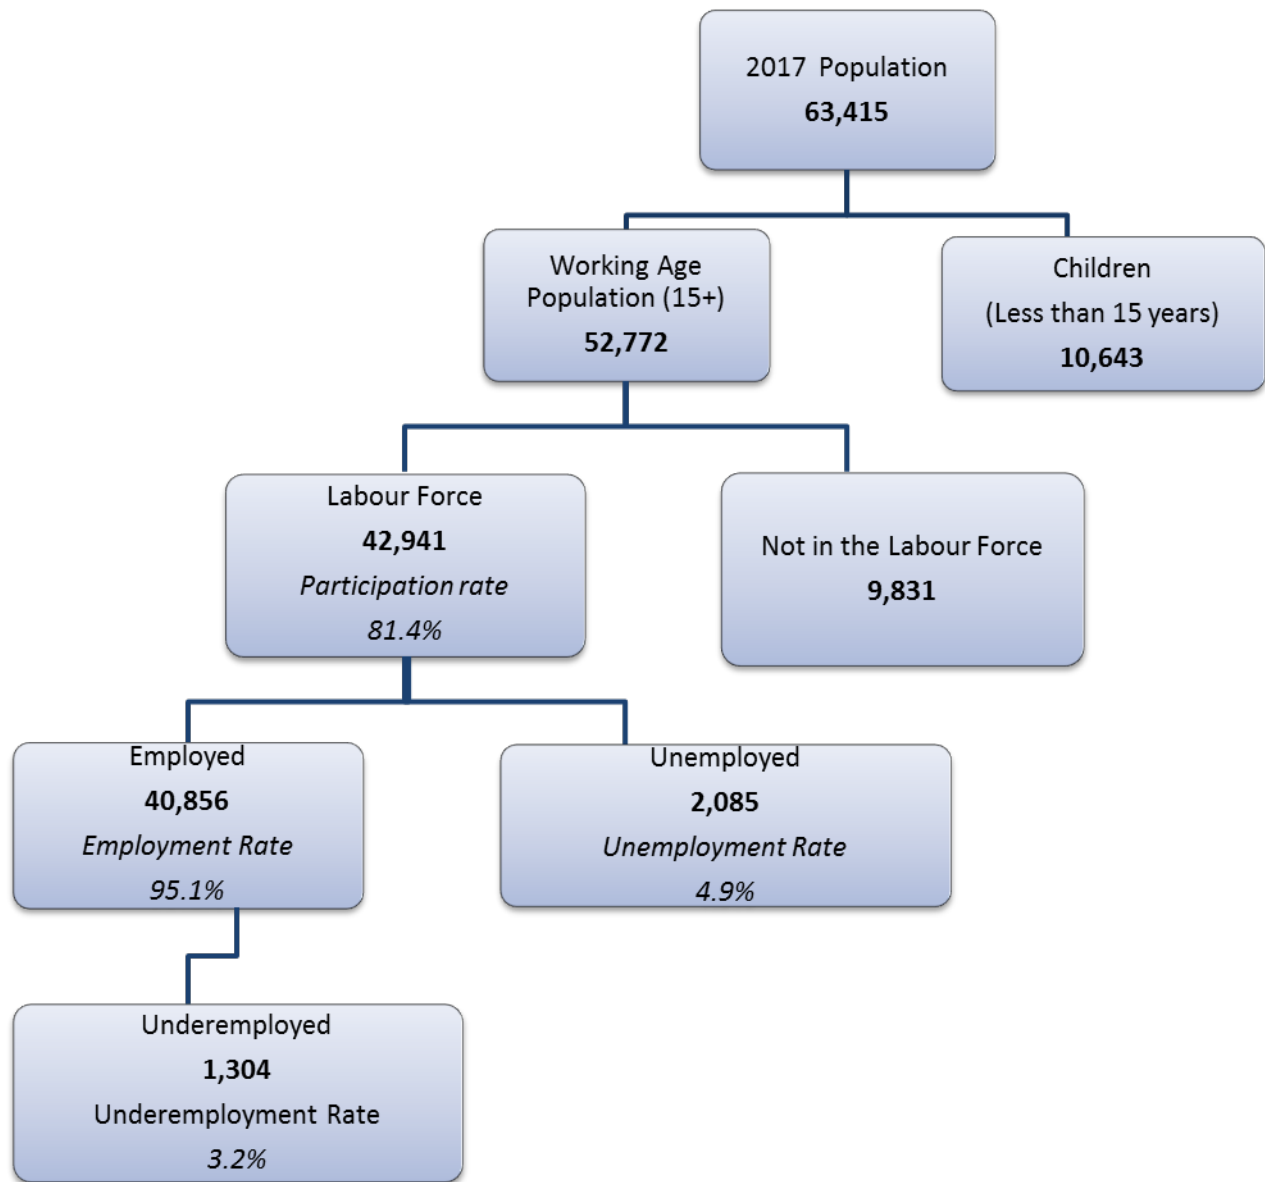 2017 Population
63,415
Working Age
Population (15+)
52,772
Children
(Less than 15 years)
10,643
Labour Force
42,941
Participation rate
81.4%
Not in the Labour Force
9,831
Employed
40,856
Employment Rate
95.1%
Unemployed
2,085
Unemployment Rate
4.9%
Underemployed
1,304
Underemployment Rate
3.2%